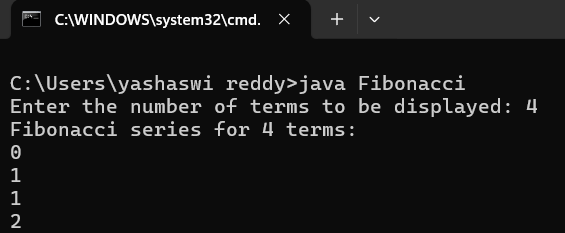 C:\WINDOWS\system32\cmd.
C:\Users\yashaswi reddy>java Fibonacci
Enter the number of terms to be displayed: 4
Fibonacci series for 4 terms:
0
1
1
2